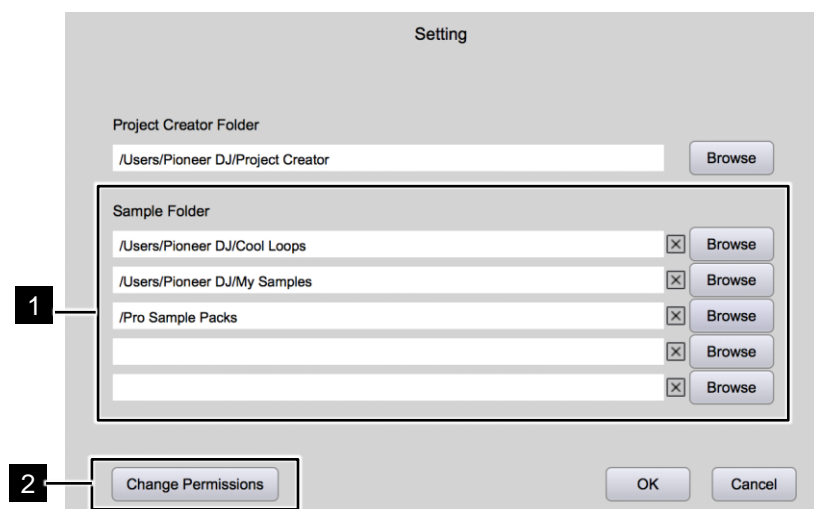 Setting
Project Creator Folder
/Users/Pioneer DJ/Project Creator Browse
Sample Folder
/Users/Pioneer DJ/Cool Loops Browse
/Users/Pioneer DJ/My Samples Browse
1 /Pro Sample Packs Browse
Browse
Browse
2 Change Permissions OK Cancel